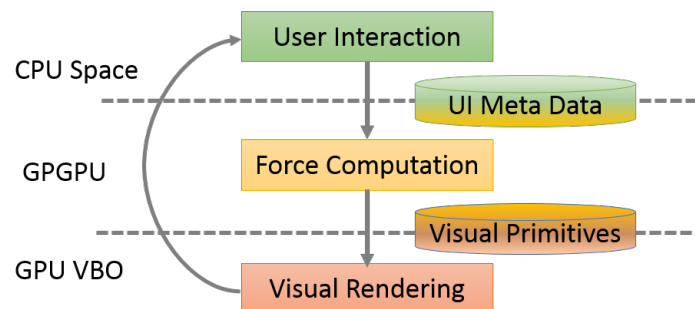 User Interaction
CPU Space
UI Meta Data
Force Computation
GPGPU
Visual Primitives
GPU VBO
Visual Rendering